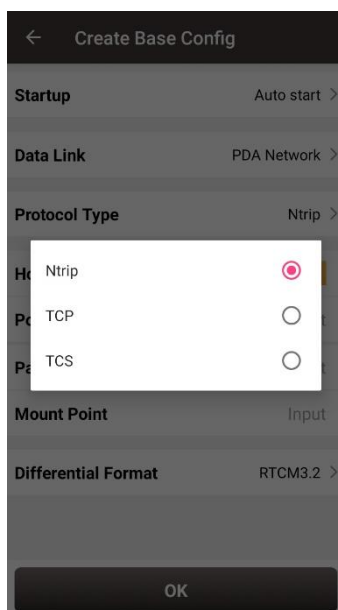 Create Base Config
Startup Auto start
Data Link PDA Network
Protocol Type Ntrip
Ntrip
TCP
TCS
Mount Point Input
Differential Format RTCM3.2
OK